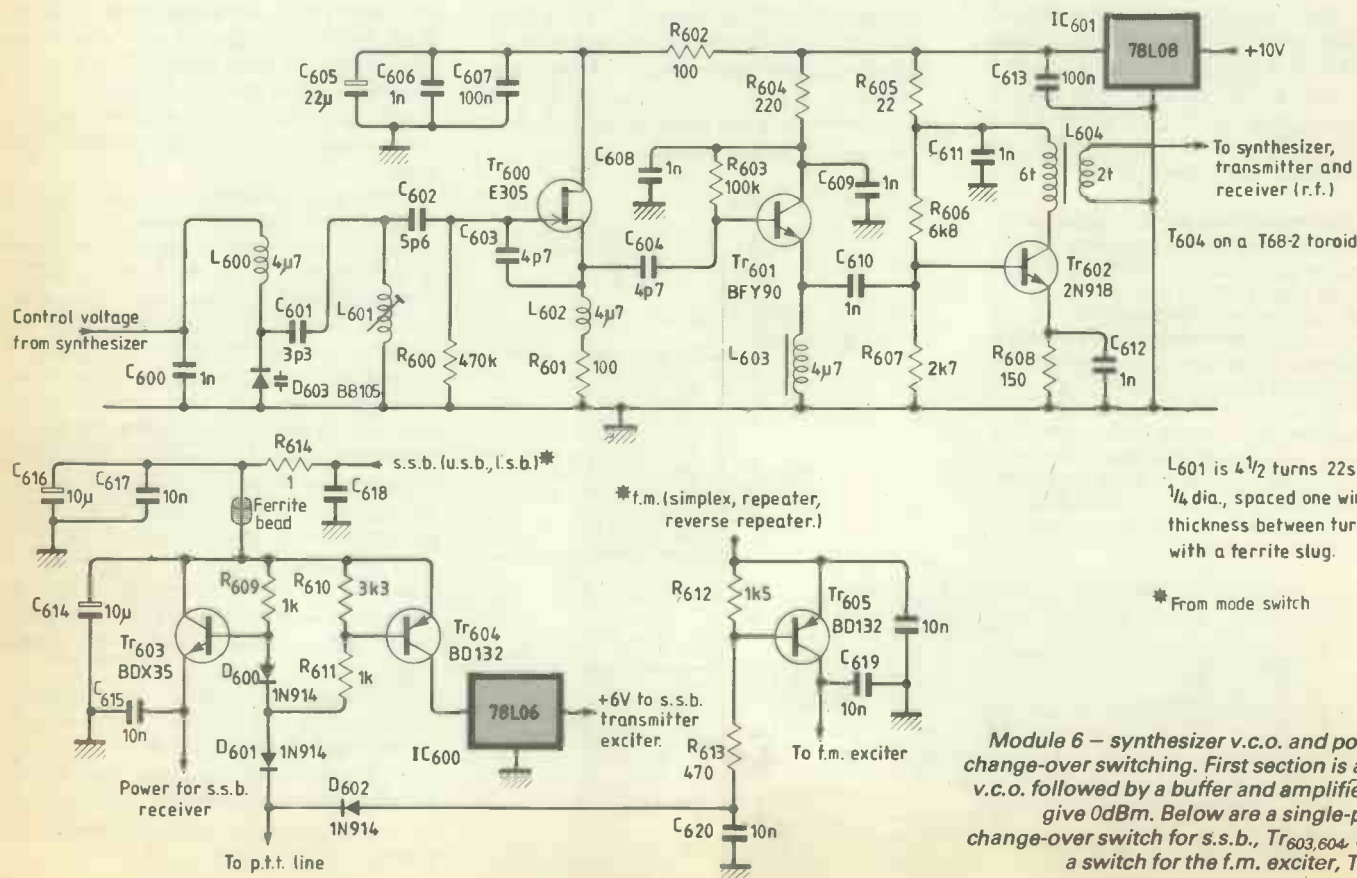 IC601
78L08
+10V
R602
100
C605
22µ
C606
1n
C607
100n
R604
220
R605
22
C613
100n
L604
6t
2t
To synthesizer,
transmitter and
receiver (r.f.)
T604 on a T68-2 toroid
Tr600
E305
C608
1n
R603
100k
C609
1n
C611
1n
R606
6k8
C602
5p6
C603
4p7
C604
4p7
Tr601
BFY90
C610
1n
Tr602
2N918
L600
4µ7
C601
3p3
L601
L602
4µ7
R600
470k
R601
100
L603
4µ7
R607
2k7
R608
150
C612
1n
Control voltage
from synthesizer
C600
1n
D603 BB105
R614
1
s.s.b. (u.s.b., l.s.b.)*
C616
10µ
C617
10n
Ferrite
bead
C618
*f.m. (simplex, repeater,
reverse repeater.)
L601 is 4 1/2 turns 22s
1/4 dia., spaced one
thickness between
with a ferrite slug.
* From mode switch
C614
10µ
R609
1k
R610
3k3
Tr603
BDX35
Tr604
BD132
D600
1N914
R611
1k
C615
10n
78L06
IC600
+6V to s.s.b.
transmitter
exciter.
R612
1k5
Tr605
BD132
10n
C619
10n
R613
470
To f.m. exciter
D601
1N914
Power for s.s.b.
receiver
D602
1N914
C620
10n
To p.t.t. line
Module 6 – synthesizer v.c.o. and
change-over switching. First section is a
v.c.o. followed by a buffer and
give 0dBm. Below are a
change-over switch for s.s.b., Tr603,604,
a switch for the f.m. exciter,